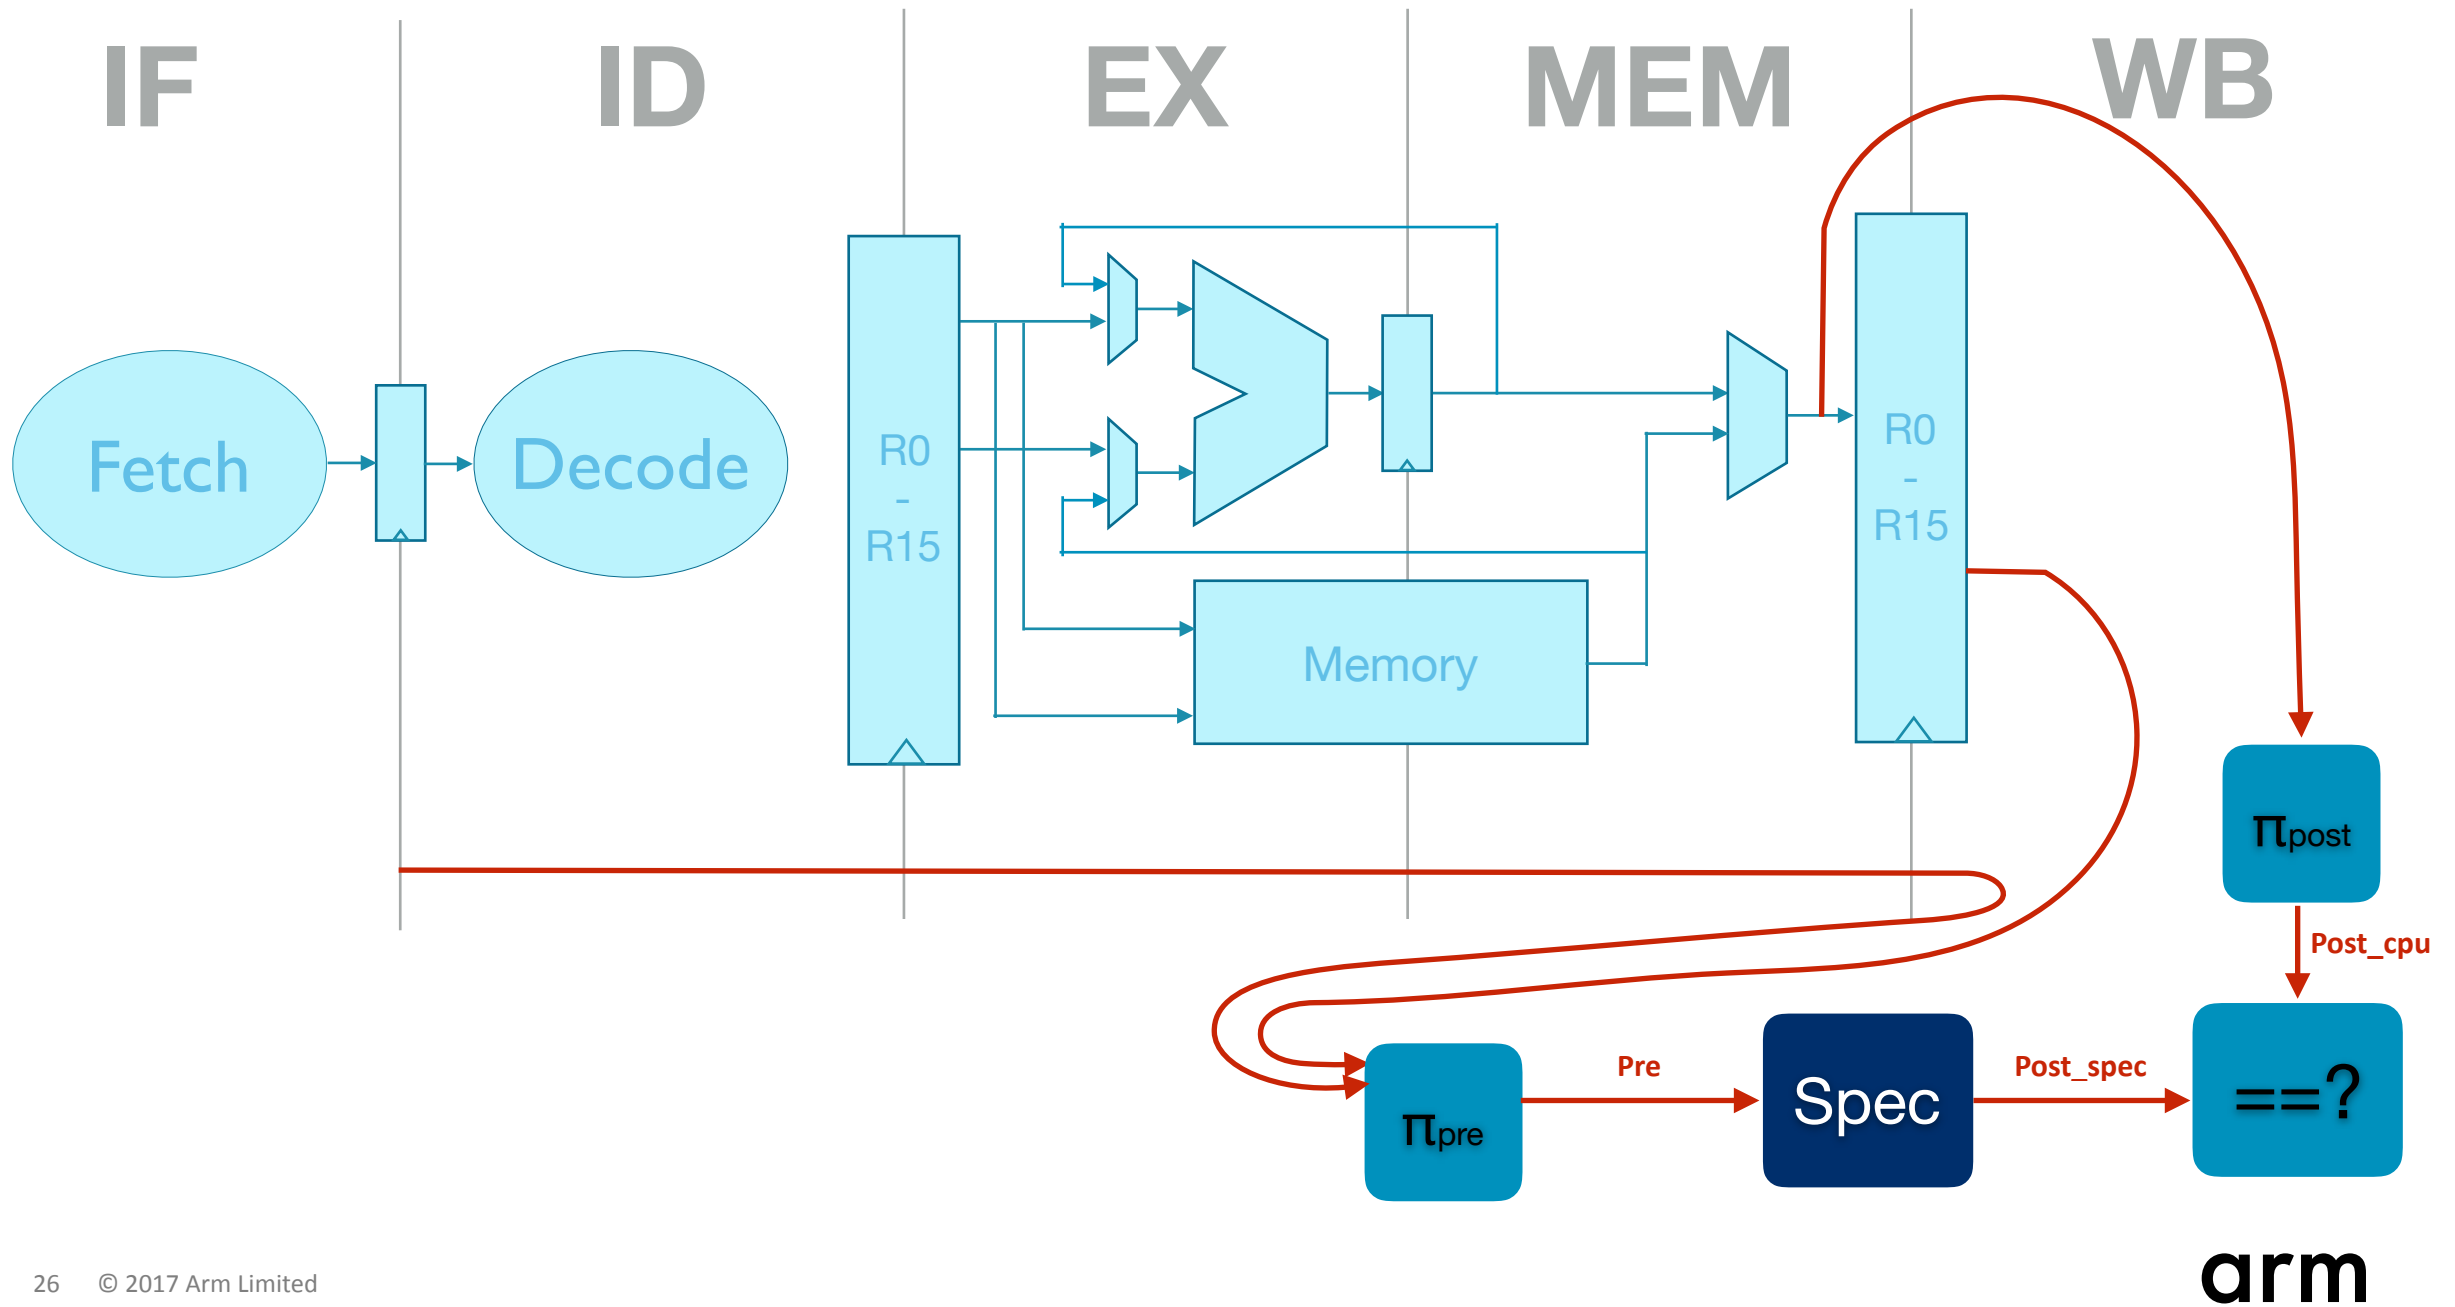 IF
ID
EX
MEM
WB
Fetch
Decode
R0
-
R15
Memory
R0
-
R15
πpost
Post_cpu
πpre
Pre
Spec
Post_spec
==?
26 © 2017 Arm Limited
arm